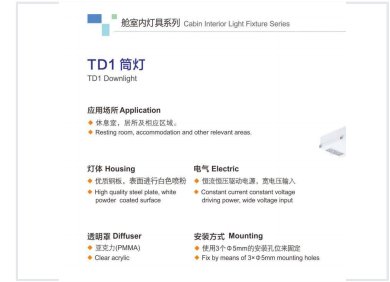 舱室内灯具系列 Cabin Interior Light Fixture Series
TD1 筒灯
TD1 Downlight
应用场所 Application
◆ 休息室，居所及相应区域。
◆ Resting room, accommodation and other relevant areas.
灯体 Housing
◆ 优质钢板，表面进行白色喷粉
◆ High quality steel plate, white
powder coated surface
电气 Electric
◆ 恒流恒压驱动电源，宽电压输入
◆ Constant current constant voltage
driving power, wide voltage input
透明罩 Diffuser
◆ 亚克力(PMMA)
◆ Clear acrylic
安装方式 Mounting
◆ 使用3个Φ5mm的安装孔位来固定
◆ Fix by means of 3×Φ5mm mounting holes